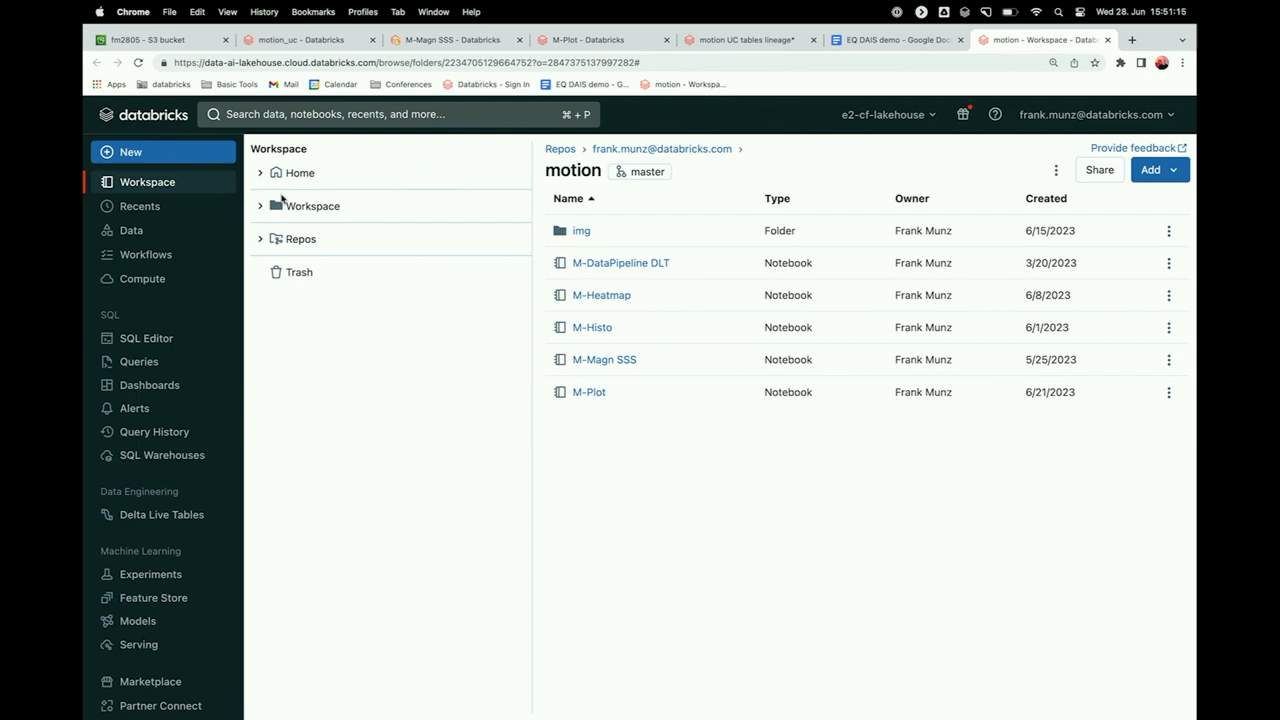 Chrome File Edit View History Bookmarks Profiles Tab Window Help Wed 28. Jun 15:51:15
fm2805 - S3 bucket × motion_uc - Databricks × M-Magn SSS - Databricks × M-Plot - Databricks × motion UC tables lineage* × EQ DAIS demo - Google Doc × motion - Workspace - Datab ×
https://data-ai-lakehouse.cloud.databricks.com/browse/folders/2234705129664752?o=2847375137997282#
Apps databricks Basic Tools Mail Calendar Conferences Databricks - Sign In EQ DAIS demo - G... motion - Workspa...
databricks Search data, notebooks, recents, and more... ⌘ + P e2-cf-lakehouse frank.munz@databricks.com
New
Workspace
Recents
Data
Workflows
Compute
SQL
SQL Editor
Queries
Dashboards
Alerts
Query History
SQL Warehouses
Data Engineering
Delta Live Tables
Machine Learning
Experiments
Feature Store
Models
Serving
Marketplace
Partner Connect
Workspace
Home
Workspace
Repos
Trash
Repos > frank.munz@databricks.com > Provide feedback
motion master Share Add
Name Type Owner Created
img Folder Frank Munz 6/15/2023
M-DataPipeline DLT Notebook Frank Munz 3/20/2023
M-Heatmap Notebook Frank Munz 6/8/2023
M-Histo Notebook Frank Munz 6/1/2023
M-Magn SSS Notebook Frank Munz 5/25/2023
M-Plot Notebook Frank Munz 6/21/2023